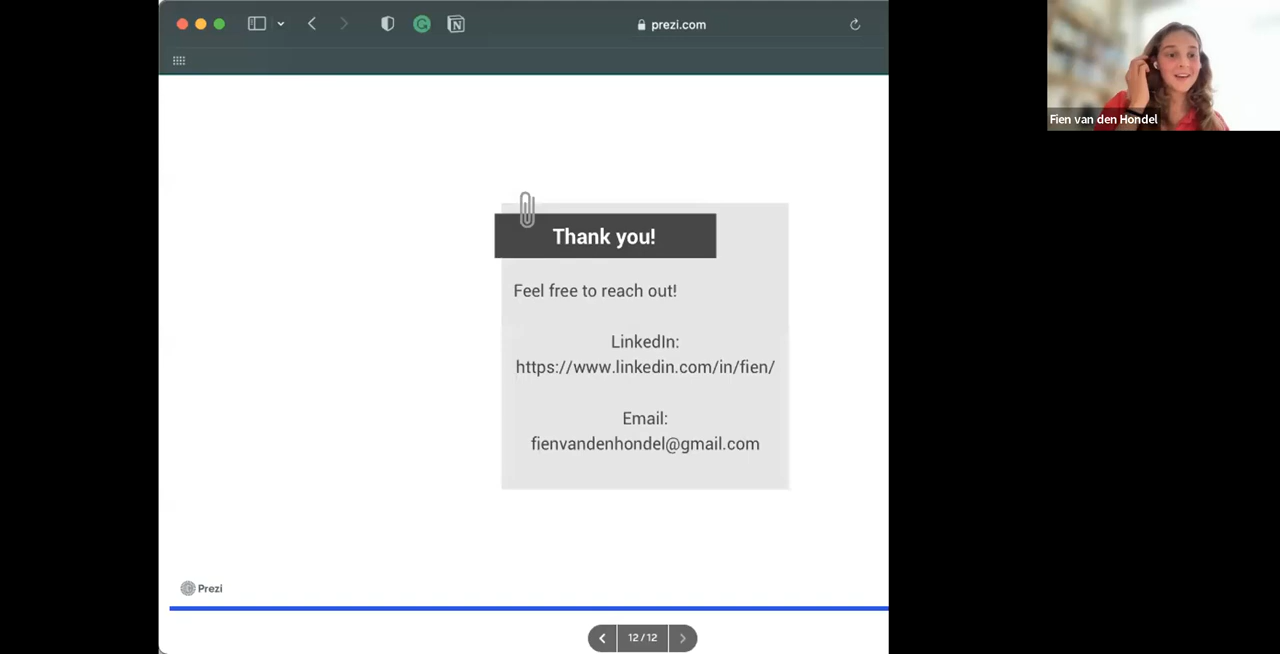 prezi.com
Fien van den Hondel
Thank you!
Feel free to reach out!
LinkedIn:
https://www.linkedin.com/in/fien/
Email:
fienvandenhondel@gmail.com
Prezi
12/12